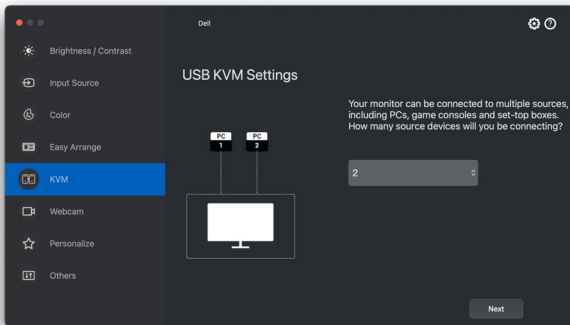 Dell
Brightness / Contrast
Input Source
Color
Easy Arrange
KVM
Webcam
Personalize
Others
USB KVM Settings
PC
1
PC
2
Your monitor can be connected to multiple sources,
including PCs, game consoles and set-top boxes.
How many source devices will you be connecting?
2
Next